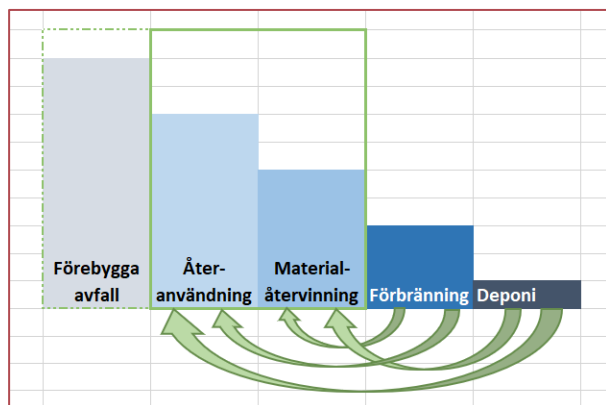 Förebygga
avfall
Åter-
användning
Material-
återvinning
Förbränning
Deponi